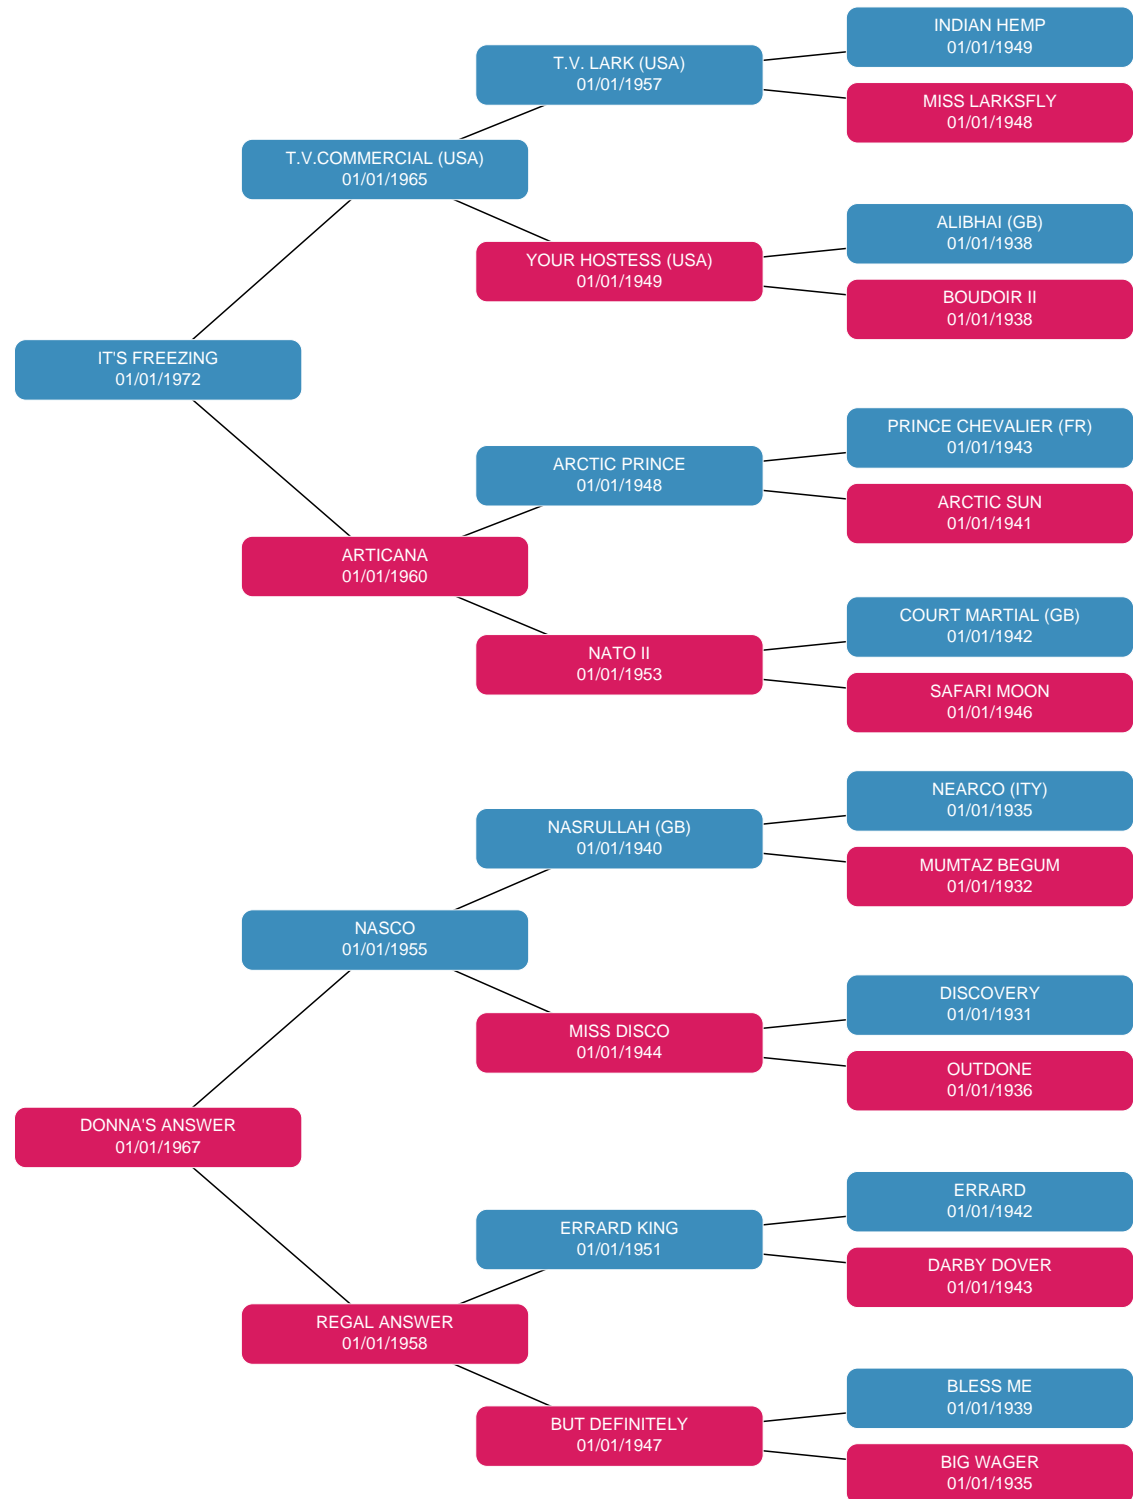 INDIAN HEMP
01/01/1949
T.V. LARK (USA)
01/01/1957
MISS LARKSFLY
01/01/1948
T.V.COMMERCIAL (USA)
01/01/1965
ALIBHAI (GB)
01/01/1938
YOUR HOSTESS (USA)
01/01/1949
BOUDOIR II
01/01/1938
IT'S FREEZING
01/01/1972
PRINCE CHEVALIER (FR)
01/01/1943
ARCTIC PRINCE
01/01/1948
ARCTIC SUN
01/01/1941
ARTICANA
01/01/1960
COURT MARTIAL (GB)
01/01/1942
NATO II
01/01/1953
SAFARI MOON
01/01/1946
NEARCO (ITY)
01/01/1935
NASRULLAH (GB)
01/01/1940
MUMTAZ BEGUM
01/01/1932
NASCO
01/01/1955
DISCOVERY
01/01/1931
MISS DISCO
01/01/1944
OUTDONE
01/01/1936
DONNA'S ANSWER
01/01/1967
ERRARD
01/01/1942
ERRARD KING
01/01/1951
DARBY DOVER
01/01/1943
REGAL ANSWER
01/01/1958
BLESS ME
01/01/1939
BUT DEFINITELY
01/01/1947
BIG WAGER
01/01/1935